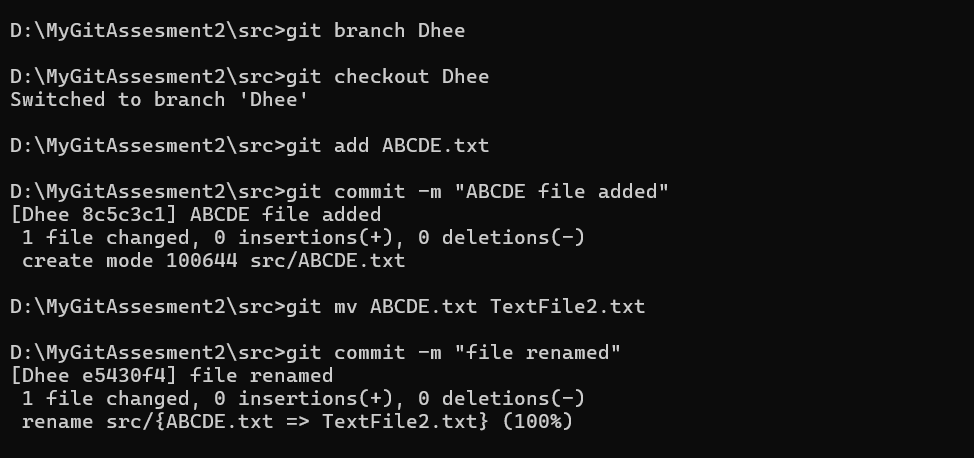 D:\MyGitAssesment2\src>git branch Dhee
D:\MyGitAssesment2\src>git checkout Dhee
Switched to branch 'Dhee'
D:\MyGitAssesment2\src>git add ABCDE.txt
D:\MyGitAssesment2\src>git commit -m "ABCDE file added"
[Dhee 8c5c3c1] ABCDE file added
 1 file changed, 0 insertions(+), 0 deletions(-)
 create mode 100644 src/ABCDE.txt
D:\MyGitAssesment2\src>git mv ABCDE.txt TextFile2.txt
D:\MyGitAssesment2\src>git commit -m "file renamed"
[Dhee e5430f4] file renamed
 1 file changed, 0 insertions(+), 0 deletions(-)
 rename src/{ABCDE.txt => TextFile2.txt} (100%)